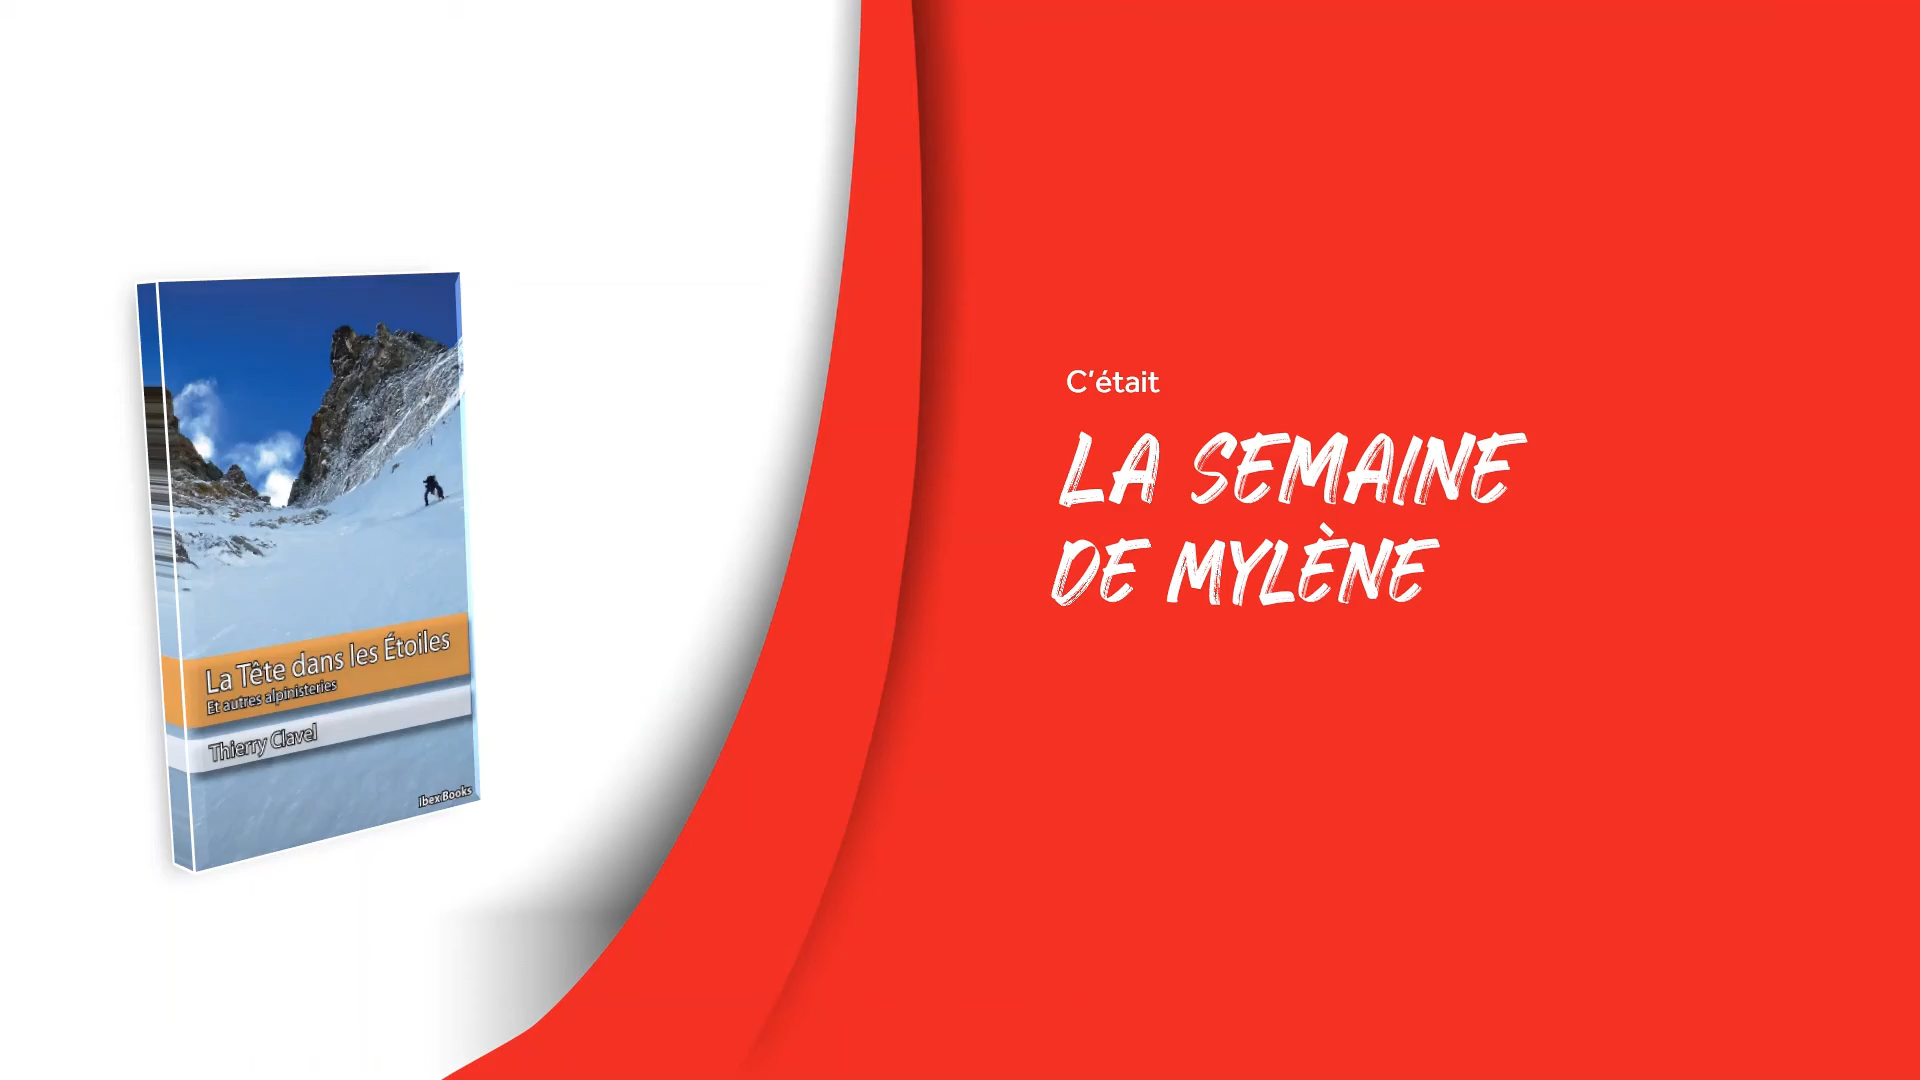 La Tête dans les Étoiles
Et autres alpinisteries
Thierry Clavel
Ibex Books
C'était
LA SEMAINE
DE MYLÈNE